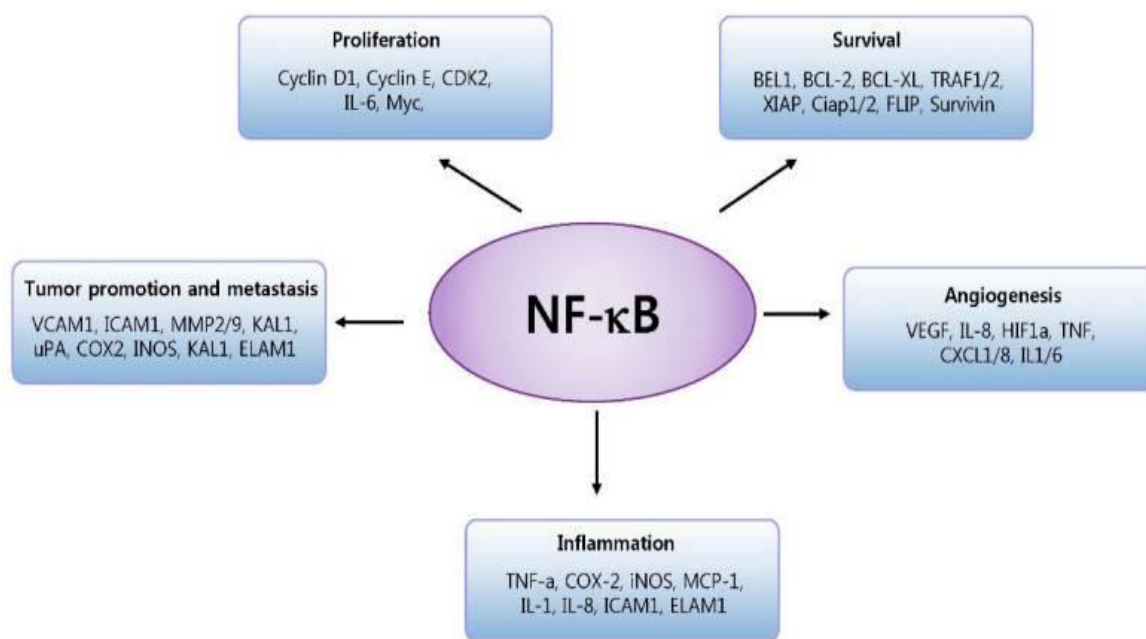 Proliferation
Cyclin D1, Cyclin E, CDK2,
IL-6, Myc,
Survival
BEL1, BCL-2, BCL-XL, TRAF1/2,
XIAP, Ciap1/2, FLIP, Survivin
Tumor promotion and metastasis
VCAM1, ICAM1, MMP2/9, KAL1,
uPA, COX2, INOS, KAL1, ELAM1
NF-κB
Angiogenesis
VEGF, IL-8, HIF1a, TNF,
CXCL1/8, IL1/6
Inflammation
TNF-a, COX-2, iNOS, MCP-1,
IL-1, IL-8, ICAM1, ELAM1